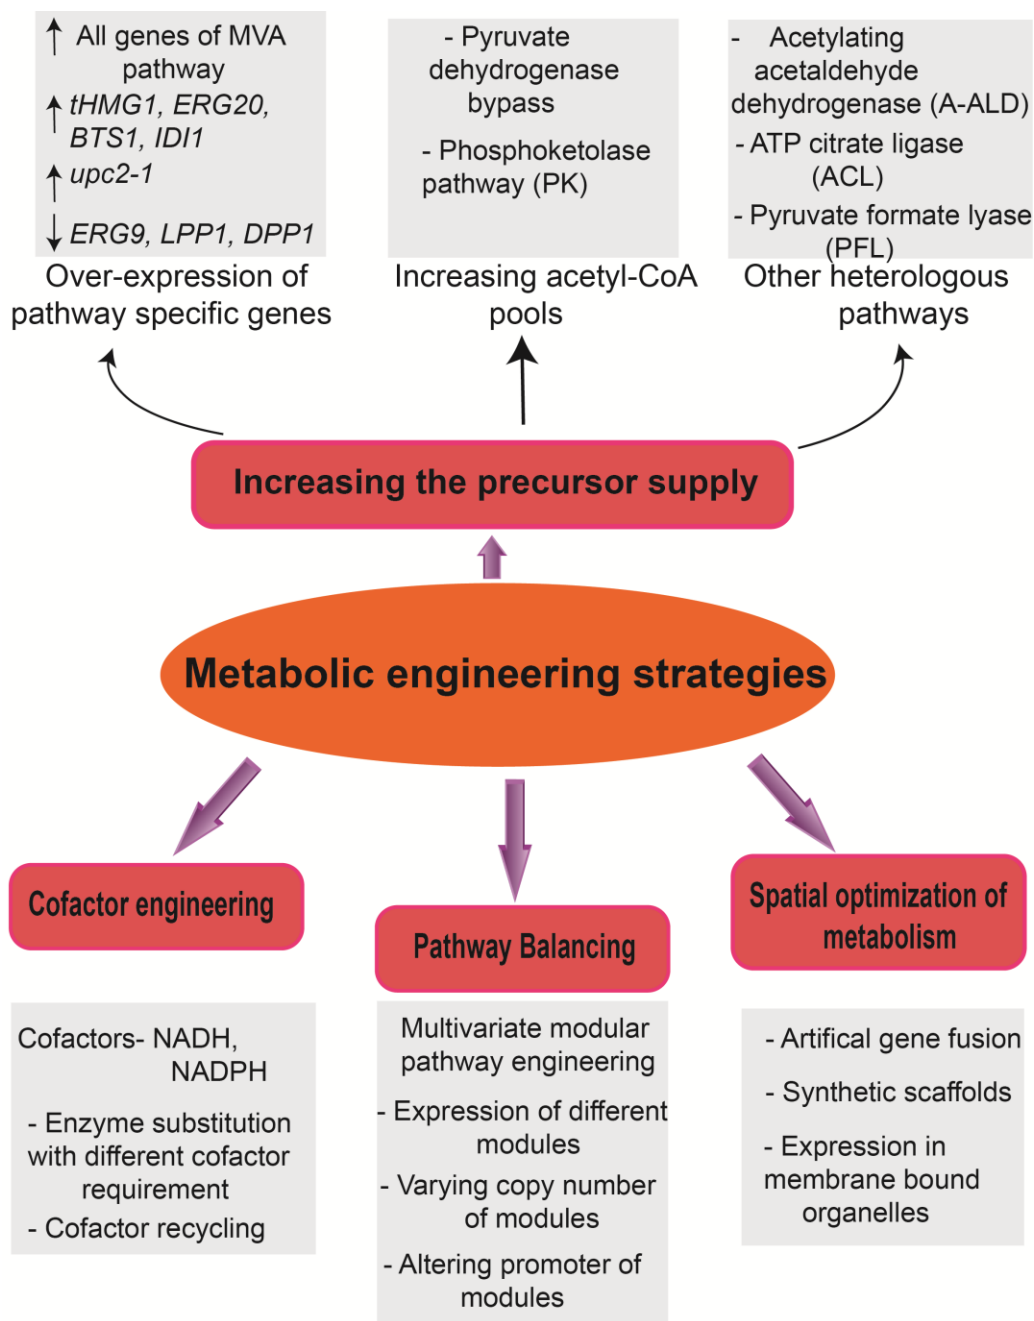 All genes of MVA
pathway
tHMG1, ERG20,
BTS1, IDI1
upc2-1
ERG9, LPP1, DPP1
Over-expression of
pathway specific genes
- Pyruvate
dehydrogenase
bypass
- Phosphoketolase
pathway (PK)
Increasing acetyl-CoA
pools
- Acetylating
acetaldehyde
dehydrogenase (A-ALD)
- ATP citrate ligase
(ACL)
- Pyruvate formate lyase
(PFL)
Other heterologous
pathways
Increasing the precursor supply
Metabolic engineering strategies
Cofactor engineering
Cofactors- NADH,
NADPH
- Enzyme substitution
with different cofactor
requirement
- Cofactor recycling
Pathway Balancing
Multivariate modular
pathway engineering
- Expression of different
modules
- Varying copy number
of modules
- Altering promoter of
modules
Spatial optimization of
metabolism
- Artifical gene fusion
- Synthetic scaffolds
- Expression in
membrane bound
organelles